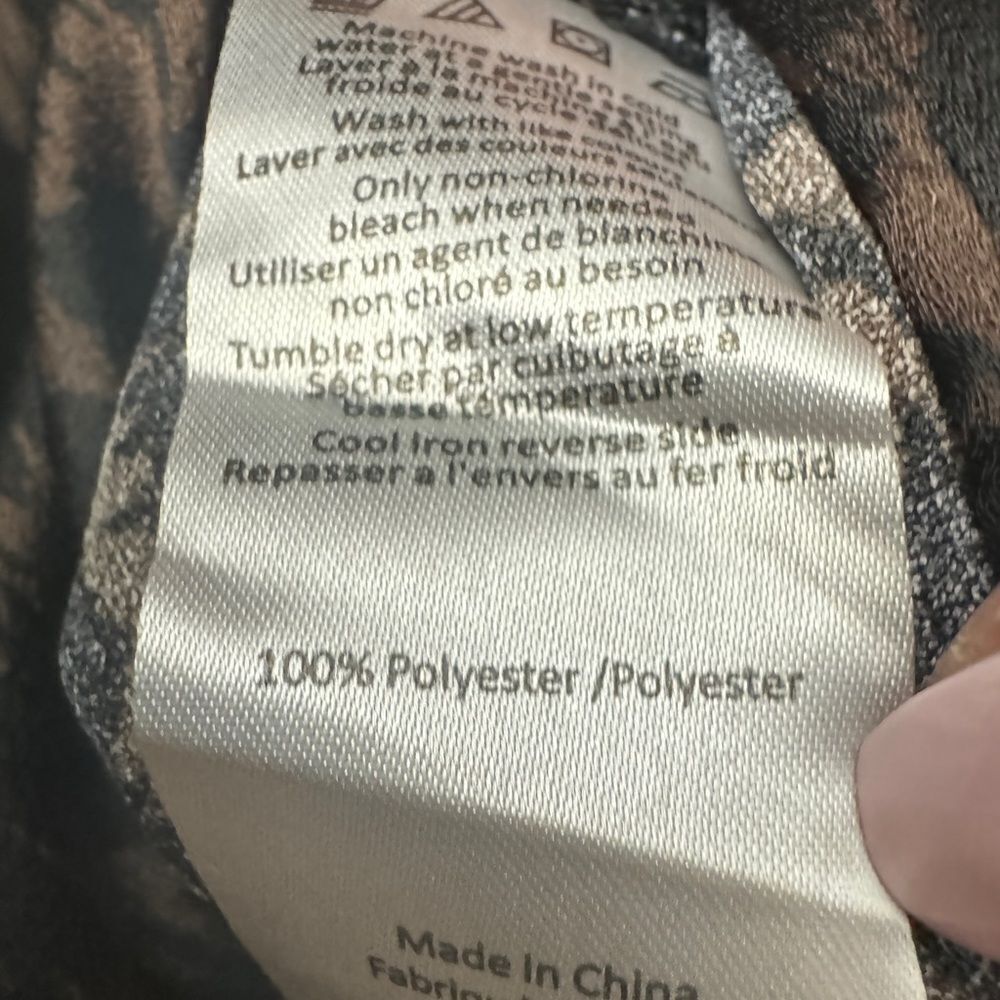 Machine wash in cold
water at a gentle cycle
Laver à la machine à
froide au cycle
Wash with like colours
Laver avec des couleurs
Only non-chlorine
bleach when needed
Utiliser un agent de blanchiment
non chloré au besoin
Tumble dry at low temperature
Sécher par culbutage à
basse température
Cool Iron reverse side
Repasser a l'envers au fer froid
100% Polyester /Polyester
Made In China